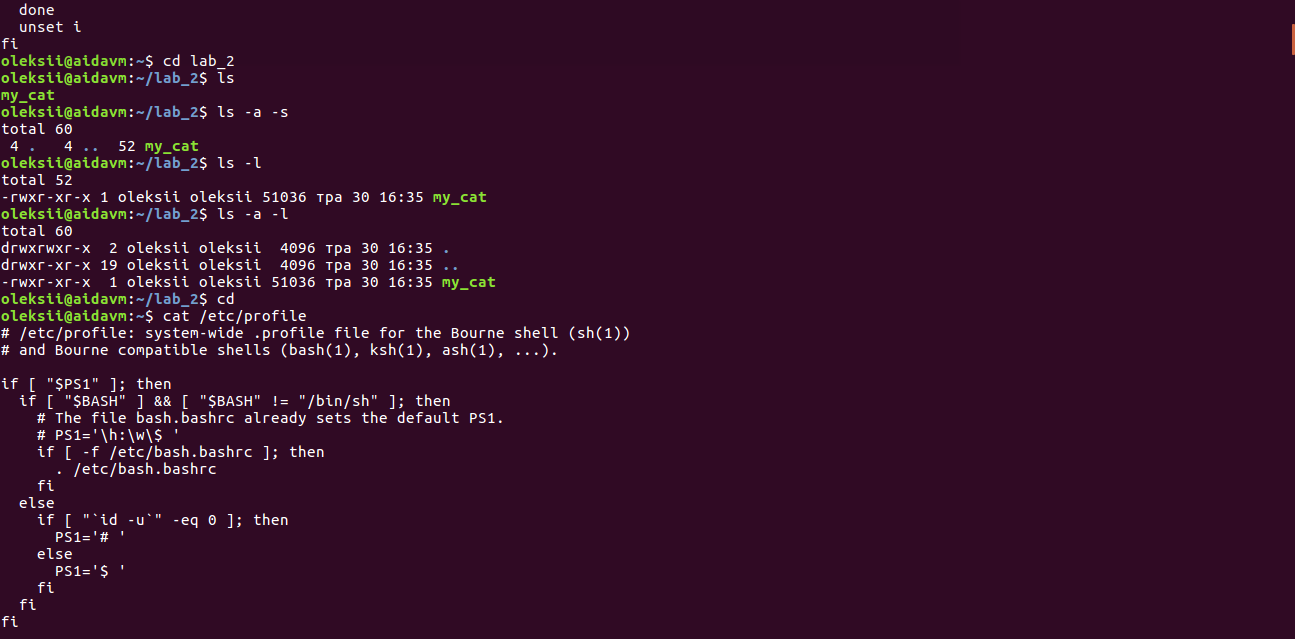 done
  unset i
fi
oleksii@aidavm:~$ cd lab_2
oleksii@aidavm:~/lab_2$ ls
my_cat
oleksii@aidavm:~/lab_2$ ls -a -s
total 60
 4 .   4 ..  52 my_cat
oleksii@aidavm:~/lab_2$ ls -l
total 52
-rwxr-xr-x 1 oleksii oleksii 51036 тра 30 16:35 my_cat
oleksii@aidavm:~/lab_2$ ls -a -l
total 60
drwxrwxr-x  2 oleksii oleksii  4096 тра 30 16:35 .
drwxr-xr-x 19 oleksii oleksii  4096 тра 30 16:35 ..
-rwxr-xr-x  1 oleksii oleksii 51036 тра 30 16:35 my_cat
oleksii@aidavm:~/lab_2$ cd
oleksii@aidavm:~$ cat /etc/profile
# /etc/profile: system-wide .profile file for the Bourne shell (sh(1))
# and Bourne compatible shells (bash(1), ksh(1), ash(1), ...).

if [ "$PS1" ]; then
  if [ "$BASH" ] && [ "$BASH" != "/bin/sh" ]; then
    # The file bash.bashrc already sets the default PS1.
    # PS1='\h:\w\$ '
    if [ -f /etc/bash.bashrc ]; then
      . /etc/bash.bashrc
    fi
  else
    if [ "`id -u`" -eq 0 ]; then
      PS1='# '
    else
      PS1='$ '
    fi
  fi
fi